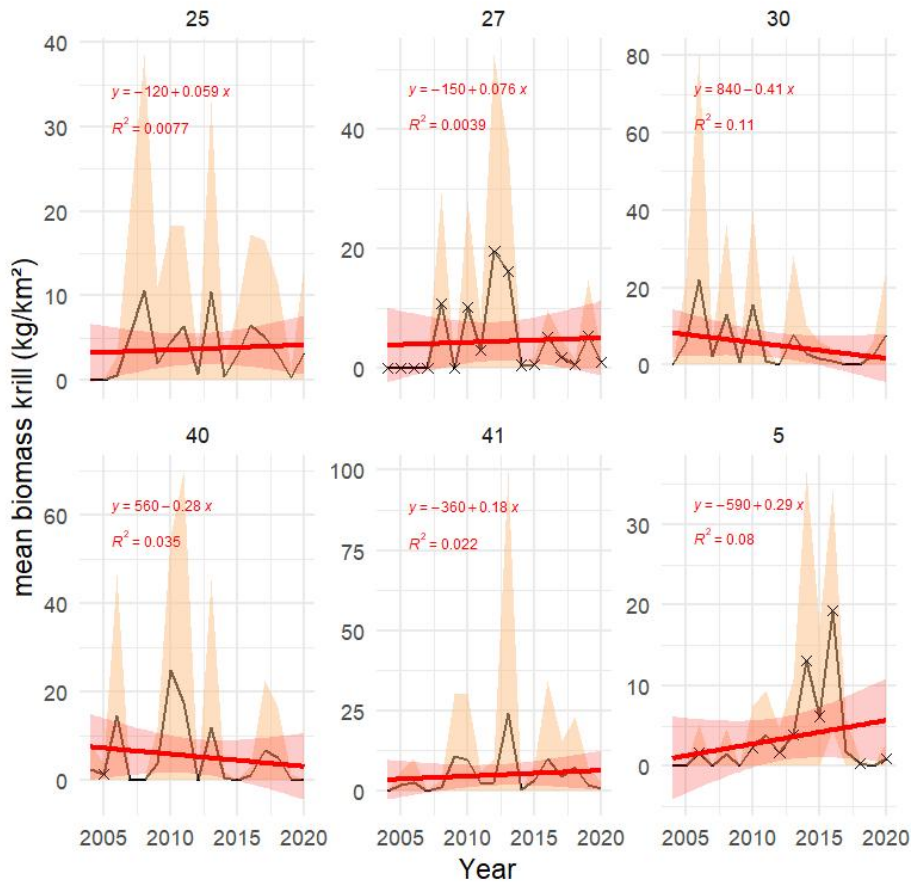 25
27
30
40
30
20
10
0
y = −120+0.059 x
R² = 0.0077
40
20
0
y = −150+0.076 x
R² = 0.0039
80
60
40
20
0
y = 840−0.41 x
R² = 0.11
mean biomass krill (kg/km²)
40
41
5
60
40
20
0
y = 560−0.28 x
R² = 0.035
100
75
50
25
0
y = −360+0.18 x
R² = 0.022
30
20
10
0
y = −590+0.29 x
R² = 0.08
2005 2010 2015 2020
2005 2010 2015 2020
2005 2010 2015 2020
Year